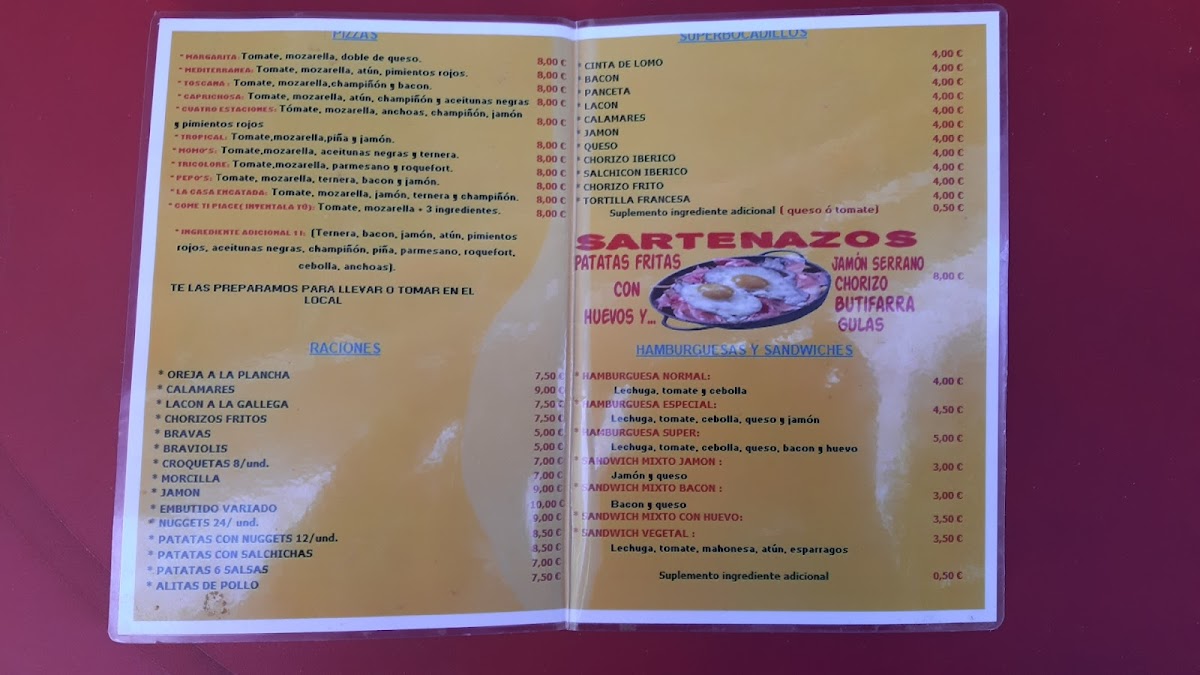 PIZZAS
* MARGARITA: Tomate, mozarella, doble de queso. 8,00 €
* MEDITERRANEA: Tomate, mozarella, atún, pimientos rojos. 8,00 €
* TOSCANA : Tomate, mozarella,champiñón y bacon. 8,00 €
* CAPRICHOSA: Tomate, mozarella, atún, champiñón y aceitunas negras 8,00 €
* CUATRO ESTACIONES: Tómate, mozarella, anchoas, champiñón, jamón
y pimientos rojos 8,00 €
* TROPICAL: Tomate,mozarella,piña y jamón. 8,00 €
* MOMO'S: Tomate,mozarella, aceitunas negras y ternera. 8,00 €
* TRICOLORE: Tomate,mozarella, parmesano y roquefort. 8,00 €
* PEPO'S: Tomate, mozarella, ternera, bacon y jamón. 8,00 €
* LA CASA ENCATADA: Tomate, mozarella, jamón, ternera y champiñón. 8,00 €
* COME TI PIACE( INVENTALA TÚ): Tomate, mozarella + 3 ingredientes. 8,00 €
* INGREDIENTE ADICIONAL 1 €: (Ternera, bacon, jamón, atún, pimientos
rojos, aceitunas negras, champiñón, piña, parmesano, roquefort,
cebolla, anchoas).
TE LAS PREPARAMOS PARA LLEVAR O TOMAR EN EL
LOCAL
RACIONES
* OREJA A LA PLANCHA 7,50 €
* CALAMARES 9,00 €
* LACON A LA GALLEGA 7,50 €
* CHORIZOS FRITOS 7,50 €
* BRAVAS 5,00 €
* BRAVIOLIS 5,00 €
* CROQUETAS 8/und. 7,00 €
* MORCILLA 7,00 €
* JAMON 9,00 €
* EMBUTIDO VARIADO 10,00 €
* NUGGETS 24/ und. 9,00 €
* PATATAS CON NUGGETS 12/und. 8,50 €
* PATATAS CON SALCHICHAS 8,50 €
* PATATAS 6 SALSAS 7,00 €
* ALITAS DE POLLO 7,50 €
SUPERBOCADILLOS
* CINTA DE LOMO 4,00 €
* BACON 4,00 €
* PANCETA 4,00 €
* LACON 4,00 €
* CALAMARES 4,00 €
* JAMON 4,00 €
* QUESO 4,00 €
* CHORIZO IBERICO 4,00 €
* SALCHICON IBERICO 4,00 €
* CHORIZO FRITO 4,00 €
* TORTILLA FRANCESA 4,00 €
Suplemento ingrediente adicional ( queso ó tomate) 0,50 €
SARTENAZOS
PATATAS FRITAS
CON
HUEVOS Y...
JAMÓN SERRANO
CHORIZO 8,00 €
BUTIFARRA
GULAS
HAMBURGUESAS Y SANDWICHES
* HAMBURGUESA NORMAL: 4,00 €
Lechuga, tomate y cebolla
* HAMBURGUESA ESPECIAL: 4,50 €
Lechuga, tomate, cebolla, queso y jamón
* HAMBURGUESA SUPER: 5,00 €
Lechuga, tomate, cebolla, queso, bacon y huevo
* SANDWICH MIXTO JAMON : 3,00 €
Jamón y queso
* SANDWICH MIXTO BACON : 3,00 €
Bacon y queso
* SANDWICH MIXTO CON HUEVO: 3,50 €
* SANDWICH VEGETAL : 3,50 €
Lechuga, tomate, mahonesa, atún, esparragos
Suplemento ingrediente adicional 0,50 €